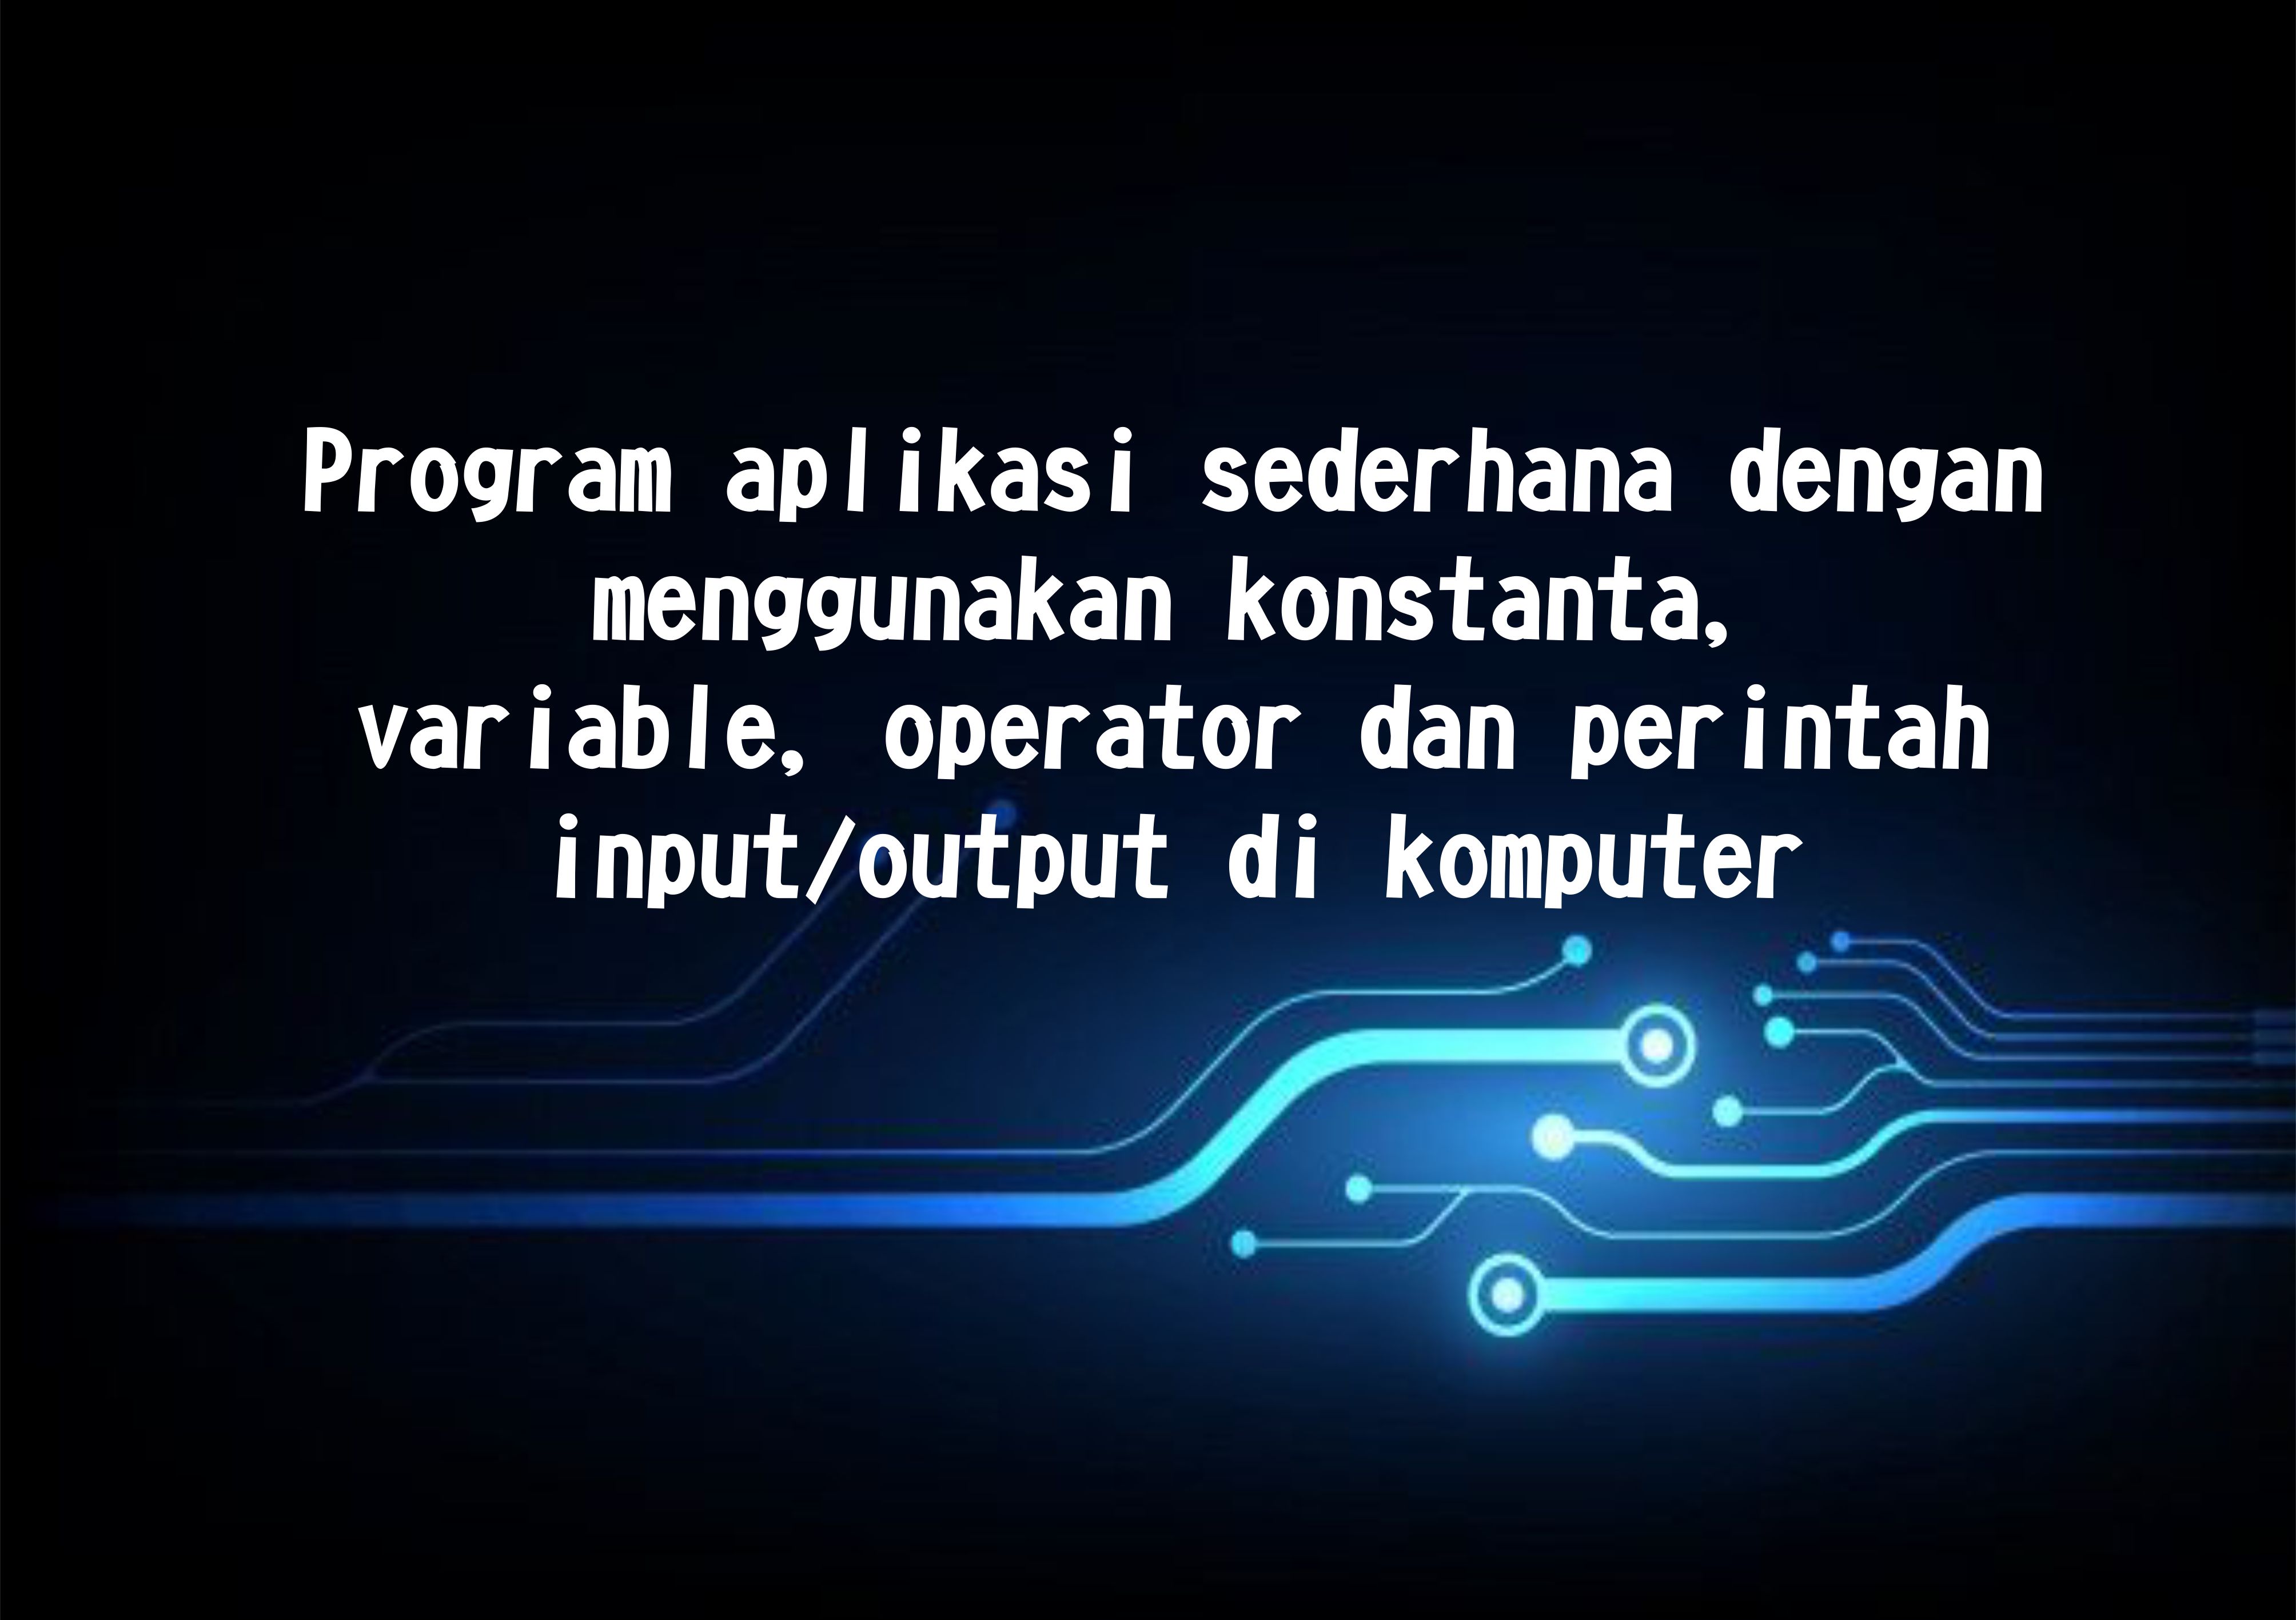 Program aplikasi sederhana dengan
menggunakan konstanta,
variable, operator dan perintah
input/output di komputer